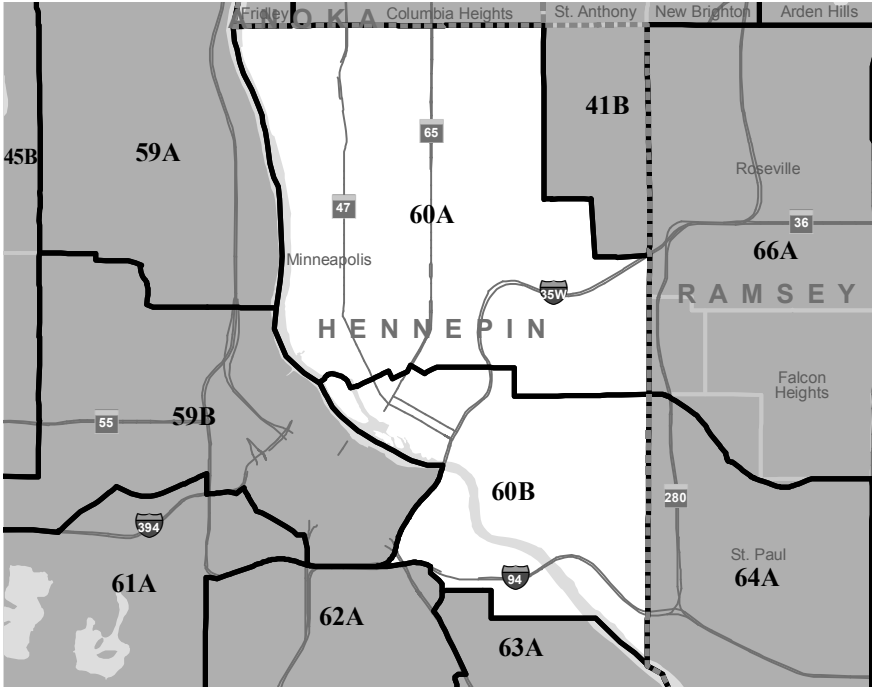 ANOKA
Fridley
Columbia Heights
St. Anthony
New Brighton
Arden Hills
41B
65
45B
59A
Roseville
47
60A
36
66A
Minneapolis
35W
RAMSEY
HENNEPIN
Falcon
Heights
59B
55
60B
280
394
St. Paul
94
64A
61A
62A
63A